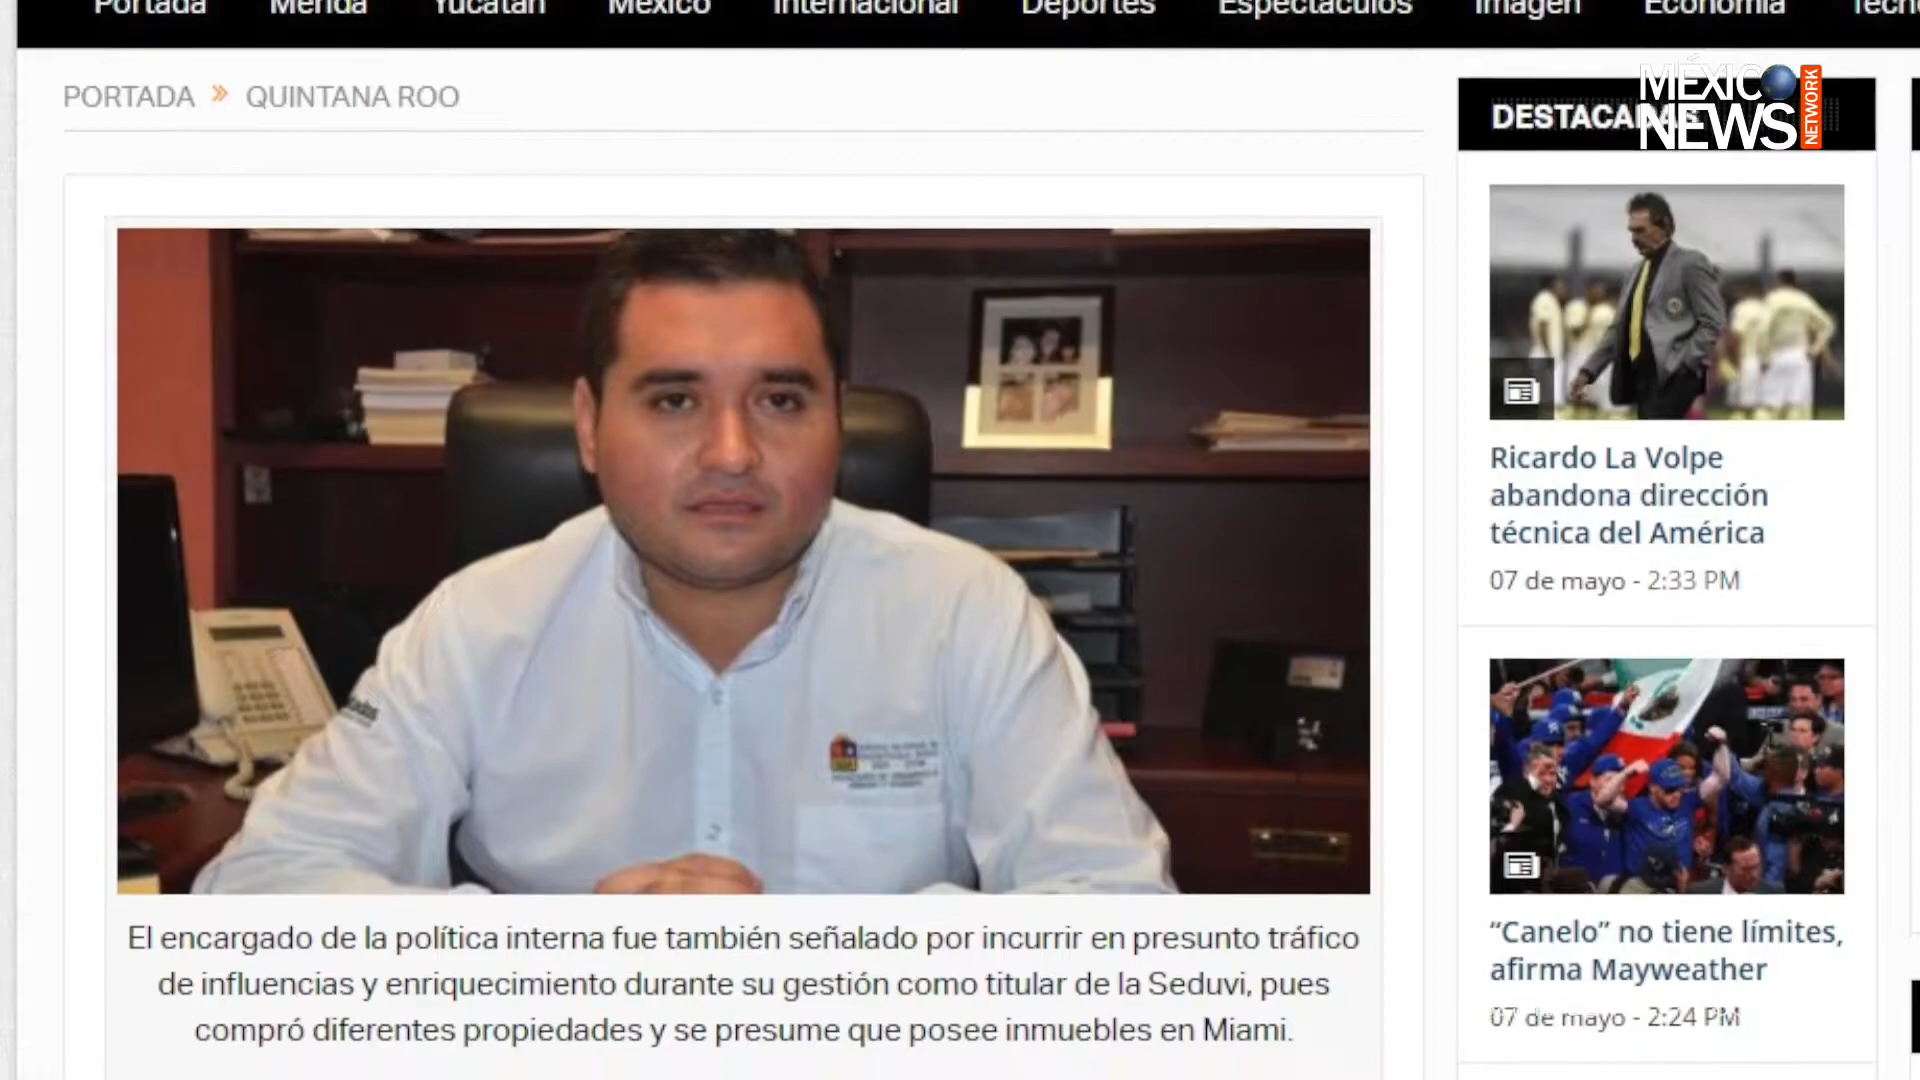 Portada Mérida Yucatán México Internacional Deportes Espectáculos Imagen Economía
PORTADA » QUINTANA ROO
El encargado de la política interna fue también señalado por incurrir en presunto tráfico
de influencias y enriquecimiento durante su gestión como titular de la Seduvi, pues
compró diferentes propiedades y se presume que posee inmuebles en Miami.
MÉXICO
NEWS
NETWORK
Ricardo La Volpe
abandona dirección
técnica del América
07 de mayo - 2:33 PM
“Canelo” no tiene límites,
afirma Mayweather
07 de mayo - 2:24 PM